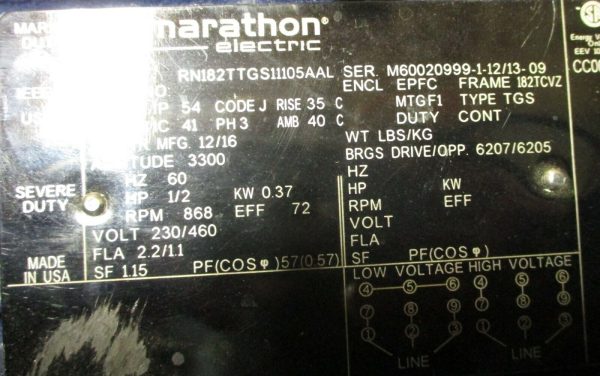 marathon
electric
RN182TTGS11105AAL SER. M60020999-1-12/13-09
ENCL EPFC FRAME 182TCVZ
54 CODE J RISE 35 C MTGF1 TYPE TGS
41 PH 3 AMB 40 C DUTY CONT
MFG. 12/16 WT LBS/KG
3300 BRGS DRIVE/OPP. 6207/6205
HZ 60 HZ
SEVERE DUTY
HP 1/2 KW 0.37 HP KW
RPM 868 EFF 72 RPM EFF
VOLT 230/460 VOLT
FLA 2.2/1.1 FLA
SF 1.15 PF(COS φ)57(0.57) SF PF(COS φ)
MADE IN USA
LOW VOLTAGE HIGH VOLTAGE
4 5 6 4 5 6
7 8 9 7 8 9
1 2 3 1 2 3
LINE LINE